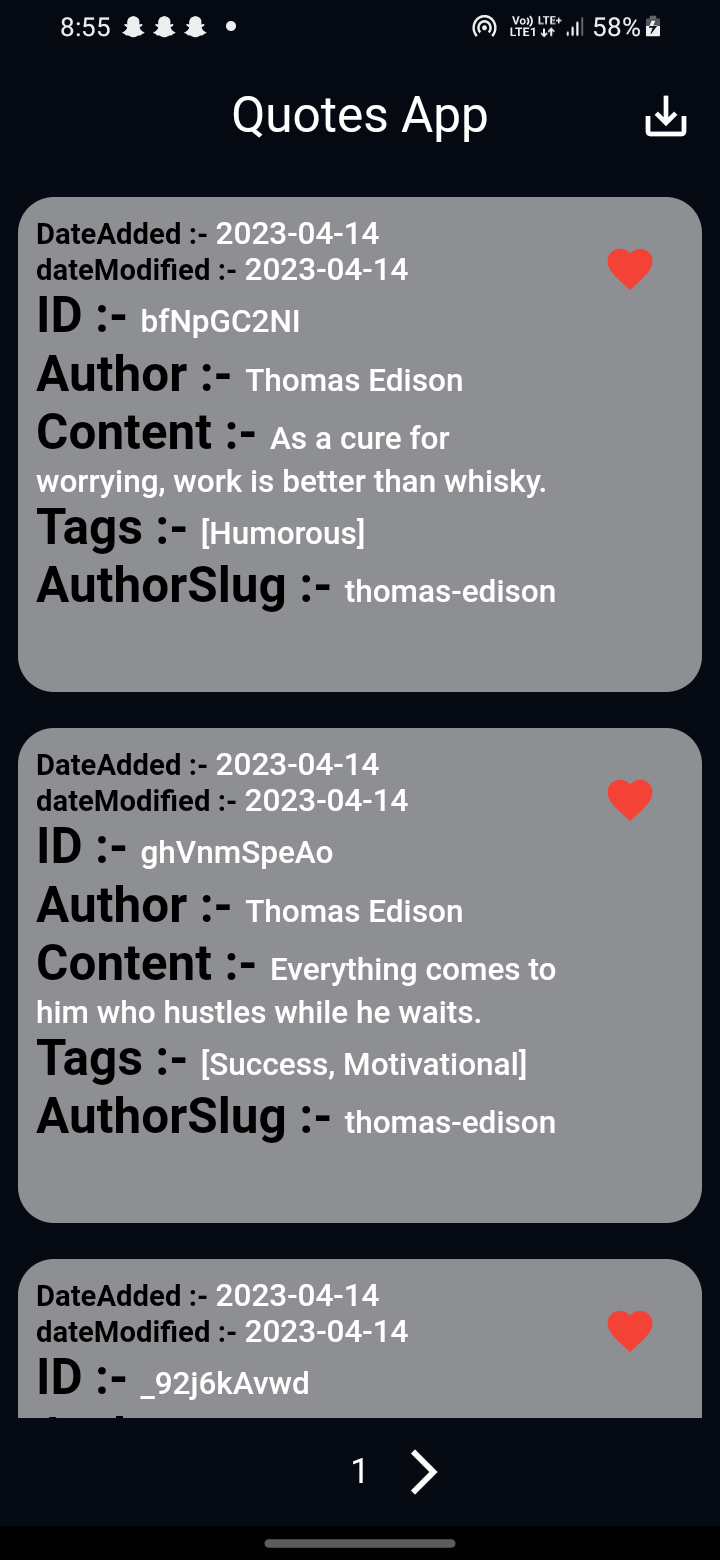 8:55 Vo)) LTE+ LTE1 58%
Quotes App
DateAdded :- 2023-04-14
dateModified :- 2023-04-14
ID :- bfNpGC2NI
Author :- Thomas Edison
Content :- As a cure for
worrying, work is better than whisky.
Tags :- [Humorous]
AuthorSlug :- thomas-edison
DateAdded :- 2023-04-14
dateModified :- 2023-04-14
ID :- ghVnmSpeAo
Author :- Thomas Edison
Content :- Everything comes to
him who hustles while he waits.
Tags :- [Success, Motivational]
AuthorSlug :- thomas-edison
DateAdded :- 2023-04-14
dateModified :- 2023-04-14
ID :- _92j6kAvwd
1